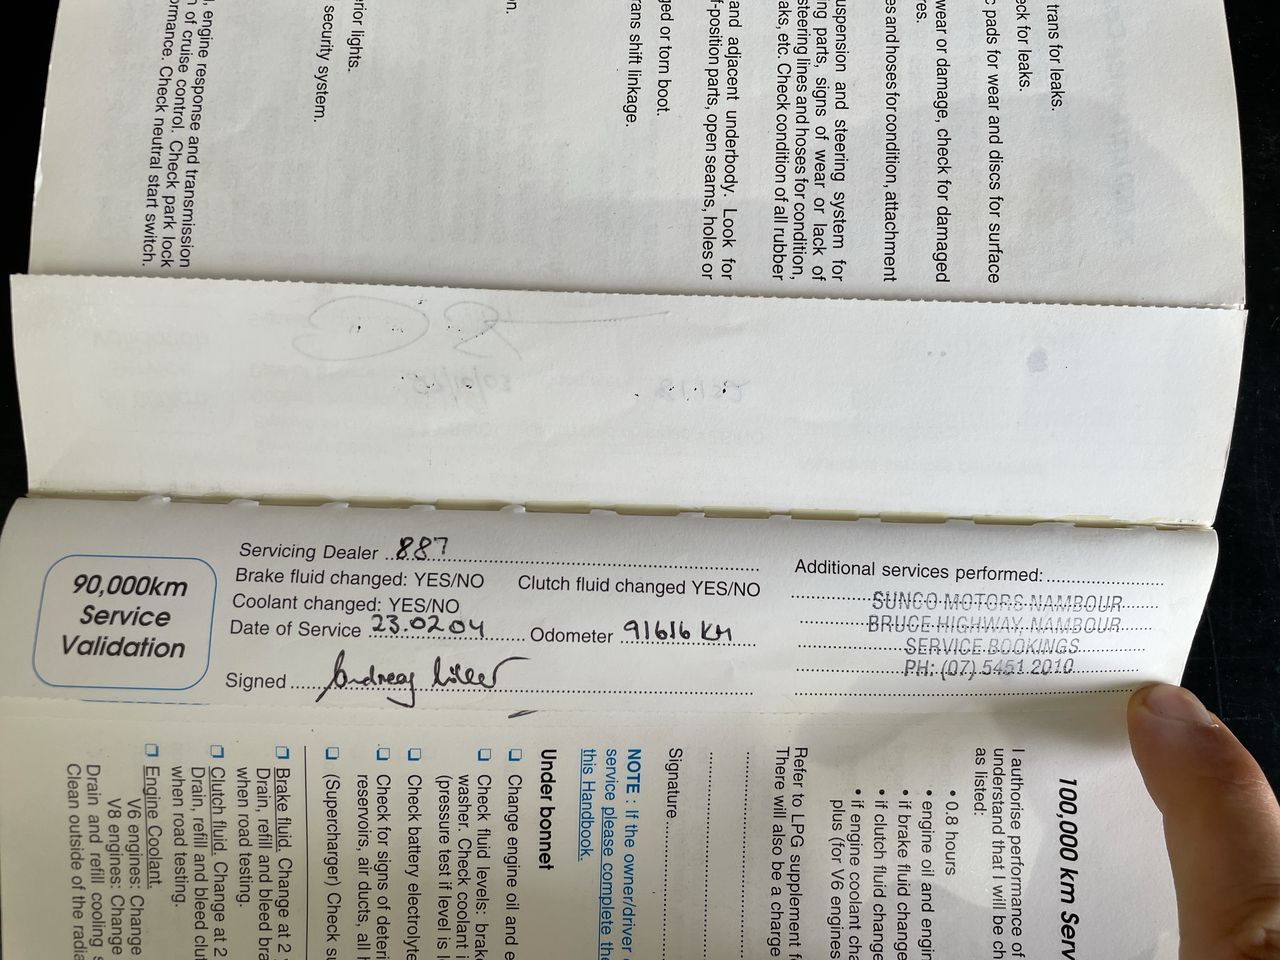 trans for leaks.
ck for leaks.
pads for wear and discs for surface
wear or damage, check for damaged
res.
es and hoses for condition, attachment
uspension and steering system for
ng parts, signs of wear or lack of
steering lines and hoses for condition,
aks, etc. Check condition of all rubber
and adjacent underbody. Look for
f-position parts, open seams, holes or
ged or torn boot.
rans shift linkage.
on.
rior lights.
security system.
, engine response and transmission
n of cruise control. Check park lock
ormance. Check neutral start switch.
90,000km
Service
Validation
Servicing Dealer 887
Brake fluid changed: YES/NO Clutch fluid changed YES/NO
Coolant changed: YES/NO
Date of Service 23.02 04 Odometer 91616 KM
Signed
Additional services performed:
SUNCO MOTORS NAMBOUR
BRUCE HIGHWAY, NAMBOUR
SERVICE BOOKINGS
PH: (07) 5451 2010
100,000 km Serv
I authorise performance of
understand that I will be ch
as listed:
• 0.8 hours
• engine oil and engin
• if brake fluid change
• if clutch fluid change
• if engine coolant cha
plus (for V6 engines
Refer to LPG supplement f
There will also be a charge
Signature
NOTE : If the owner/driver
service please complete the
this Handbook.
Under bonnet
❑ Change engine oil and e
❑ Check fluid levels: brak
washer. Check coolant i
(pressure test if level is l
❑ Check battery electrolyte
❑ Check for signs of deteri
reservoirs, air ducts, all h
❑ (Supercharger) Check su
❑ Brake fluid. Change at 2
Drain, refill and bleed bra
when road testing.
❑ Clutch fluid. Change at 2
Drain, refill and bleed clut
when road testing.
❑ Engine Coolant.
V6 engines: Change
V8 engines: Change
Drain and refill cooling s
Clean outside of the radia